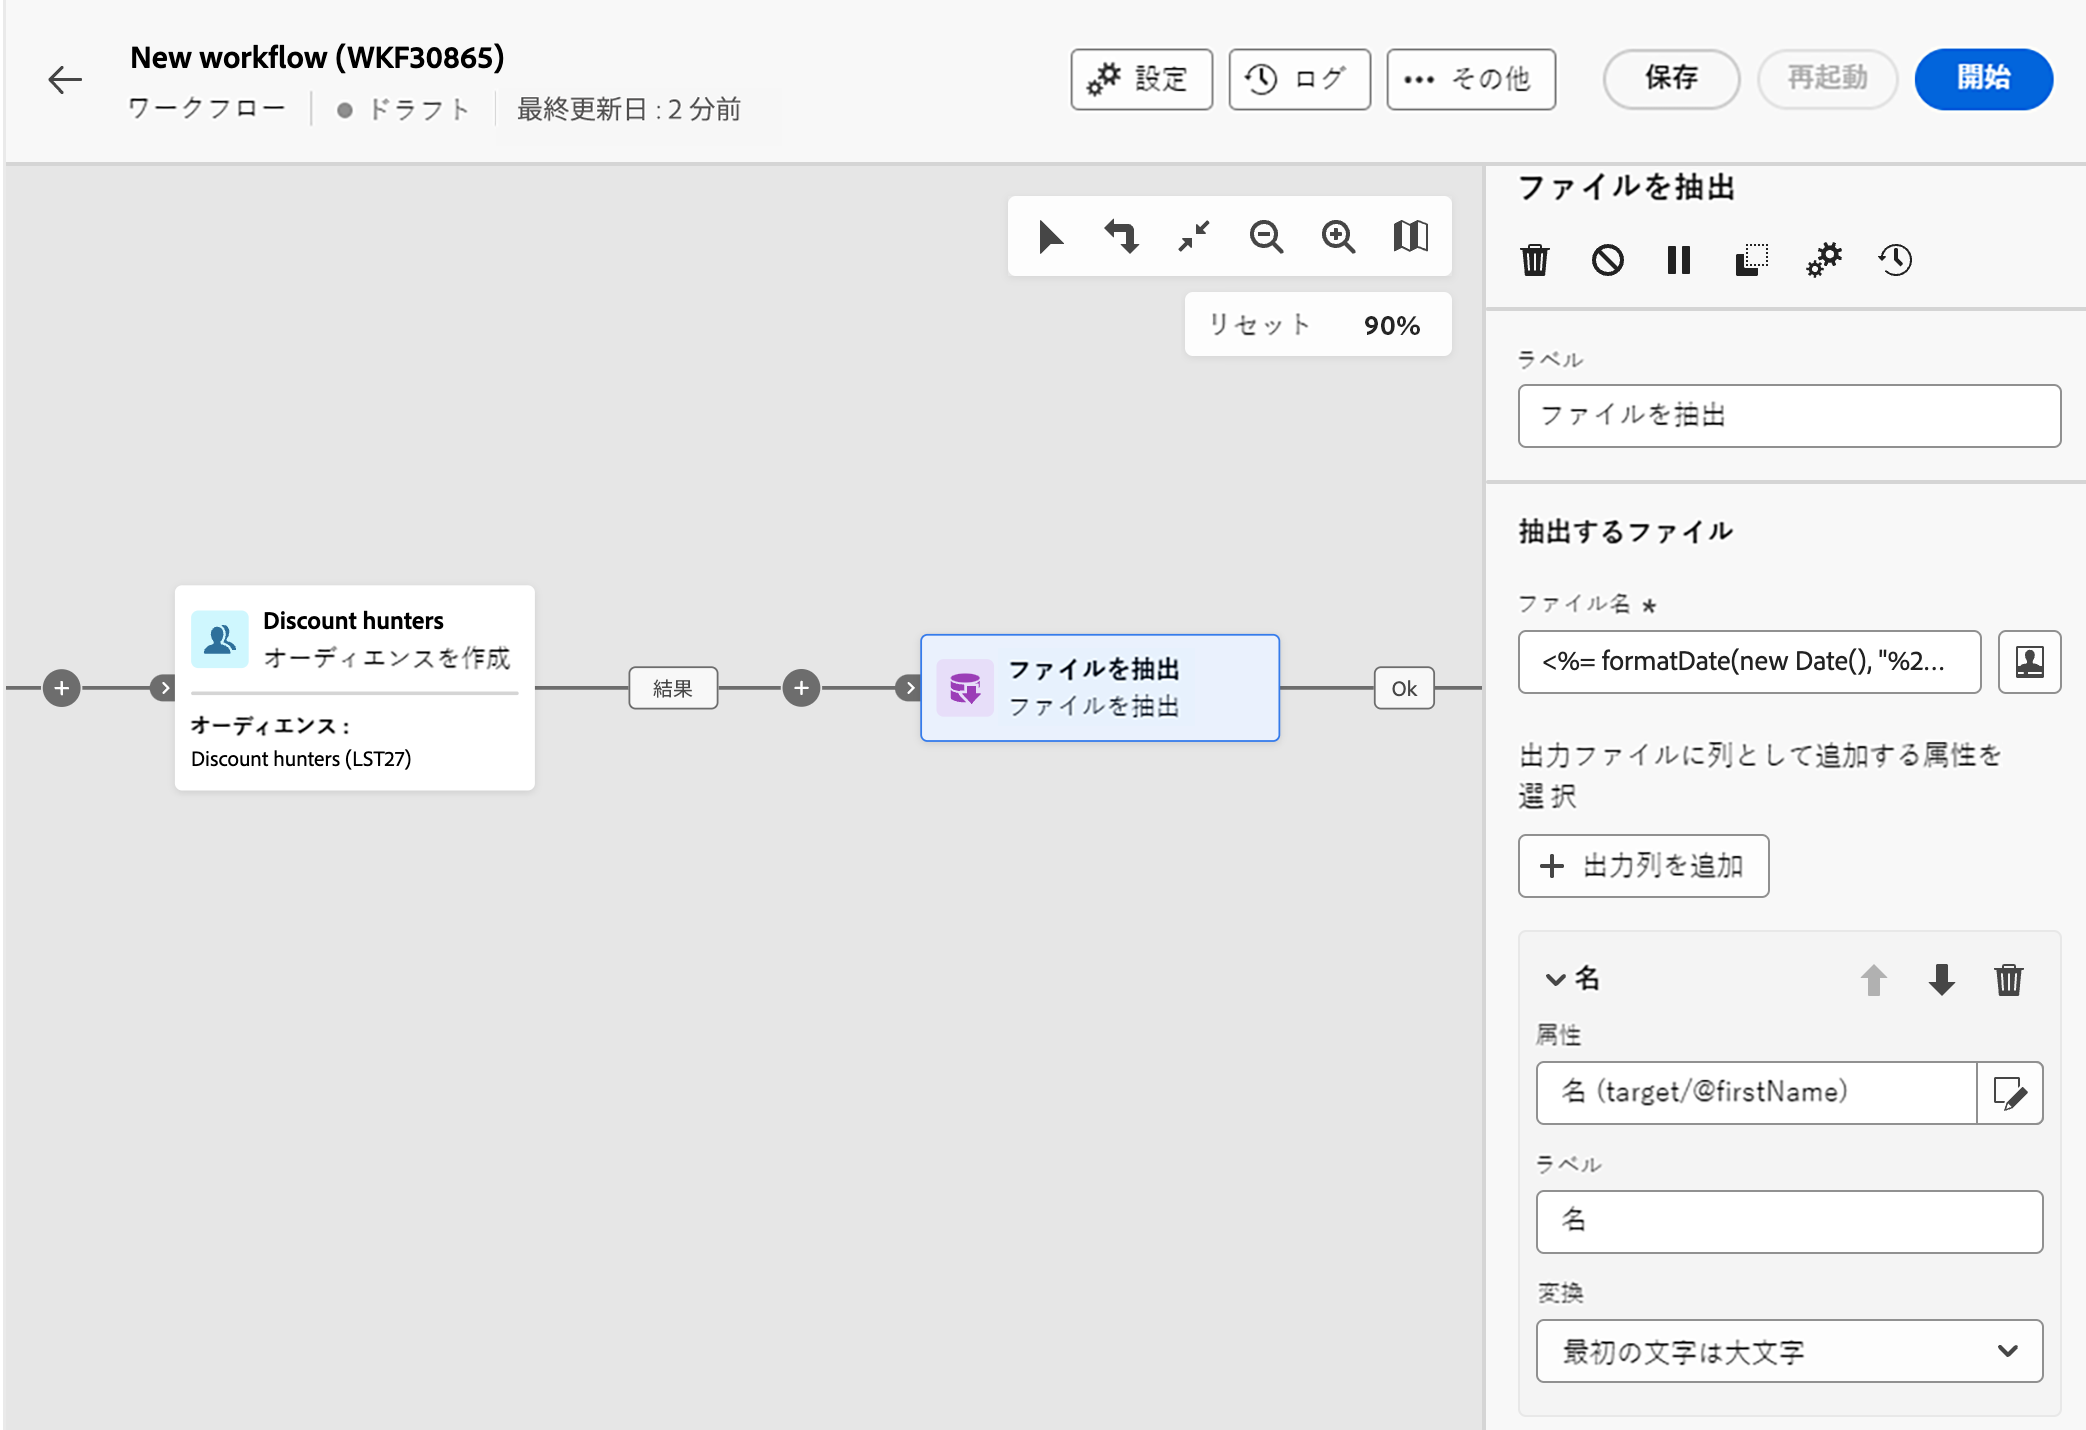 New workflow (WKF30865)
ワークフロー
ドラフト
最終更新日 : 2 分前
設定
ログ
その他
保存
再起動
開始
リセット
90%
Discount hunters
オーディエンスを作成
オーディエンス :
Discount hunters (LST27)
結果
ファイルを抽出
ファイルを抽出
Ok
ファイルを抽出
ラベル
ファイルを抽出
抽出するファイル
ファイル名 *
<%= formatDate(new Date(), "%2...
出力ファイルに列として追加する属性を
選択
出力列を追加
名
属性
名 (target/@firstName)
ラベル
名
変換
最初の文字は大文字